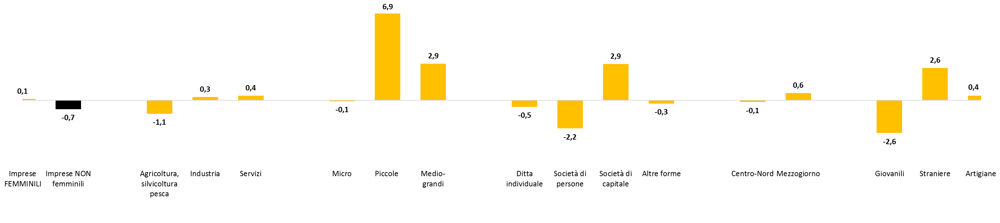 6,9
2,9
2,9
2,6
0,1
0,3
0,4
0,6
0,4
-0,7
-1,1
-0,1
-0,5
-2,2
-0,3
-0,1
-2,6
Imprese FEMMINILI
Imprese NON femminili
Agricoltura, silvicoltura pesca
Industria
Servizi
Micro
Piccole
Medio-grandi
Ditta individuale
Società di persone
Società di capitale
Altre forme
Centro-Nord
Mezzogiorno
Giovanili
Straniere
Artigiane